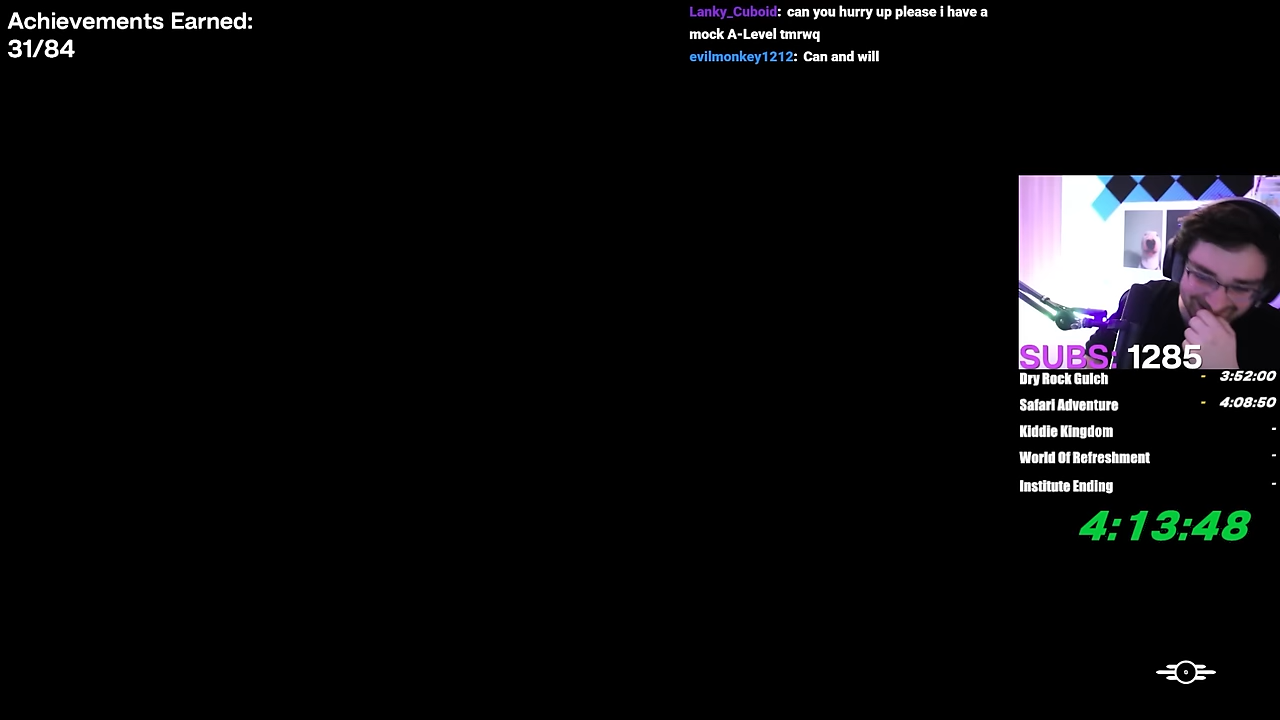 Achievements Earned:
31/84
Lanky_Cuboid: can you hurry up please i have a
mock A-Level tmrwq
evilmonkey1212: Can and will
SUBS: 1285
Dry Rock Gulch - 3:52:00
Safari Adventure - 4:08:50
Kiddie Kingdom -
World Of Refreshment -
Institute Ending -
4:13:48